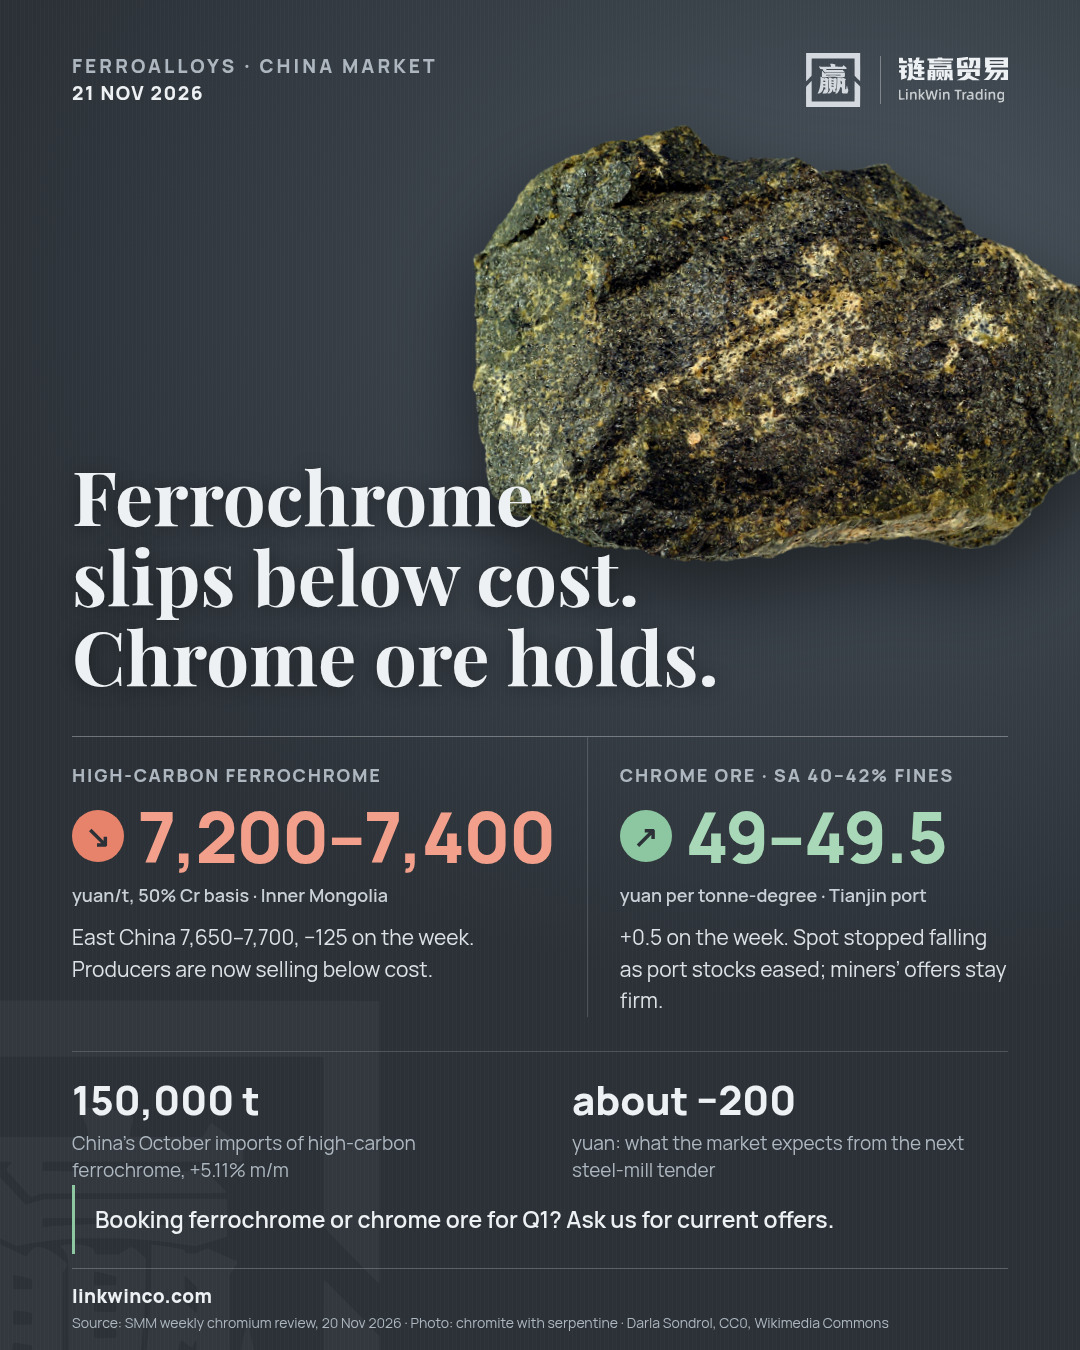 FERROALLOYS · CHINA MARKET
21 NOV 2026
赢
链赢贸易
LinkWin Trading
Ferrochrome
slips below cost.
Chrome ore holds.
HIGH-CARBON FERROCHROME
↘ 7,200–7,400
yuan/t, 50% Cr basis · Inner Mongolia
East China 7,650–7,700, −125 on the week.
Producers are now selling below cost.
CHROME ORE · SA 40–42% FINES
↗ 49–49.5
yuan per tonne-degree · Tianjin port
+0.5 on the week. Spot stopped falling
as port stocks eased; miners’ offers stay
firm.
150,000 t
China’s October imports of high-carbon
ferrochrome, +5.11% m/m
about −200
yuan: what the market expects from the next
steel-mill tender
Booking ferrochrome or chrome ore for Q1? Ask us for current offers.
linkwinco.com
Source: SMM weekly chromium review, 20 Nov 2026 · Photo: chromite with serpentine · Darla Sondrol, CC0, Wikimedia Commons